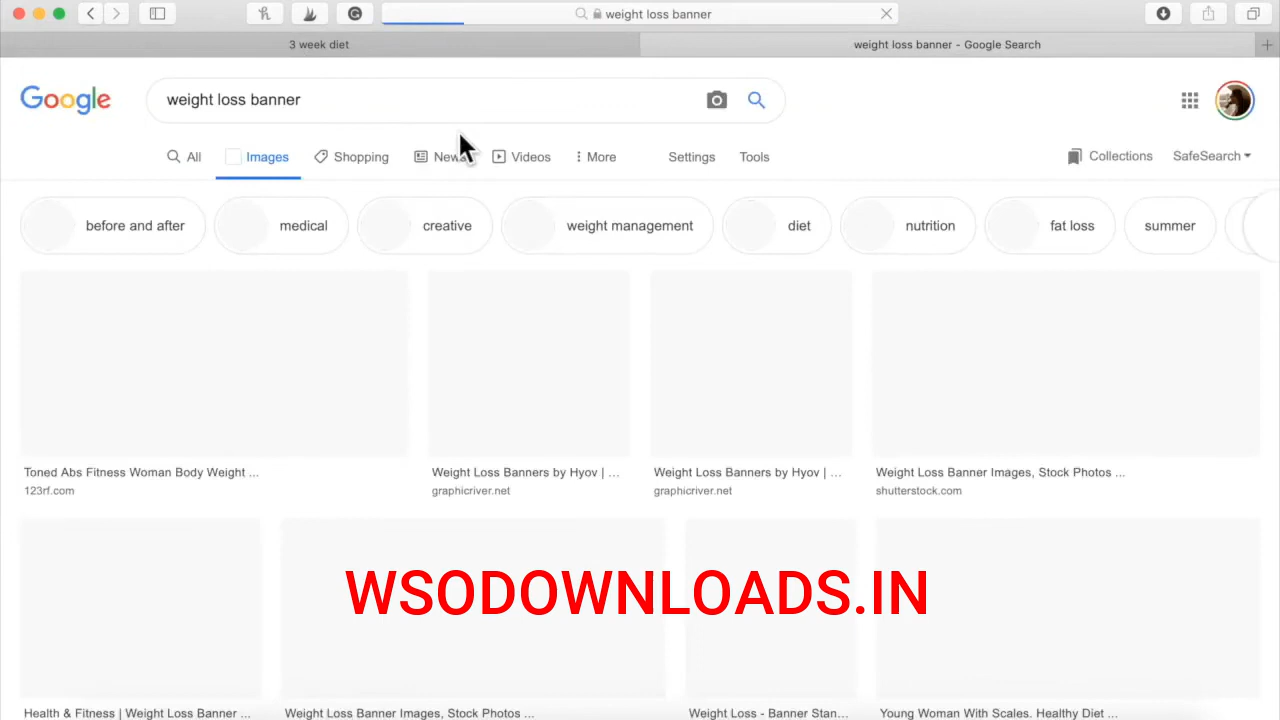 weight loss banner
3 week diet
weight loss banner - Google Search
Google
weight loss banner
All
Images
Shopping
News
Videos
More
Settings
Tools
Collections
SafeSearch
before and after
medical
creative
weight management
diet
nutrition
fat loss
summer
Toned Abs Fitness Woman Body Weight ...
123rf.com
Weight Loss Banners by Hyov | ...
graphicriver.net
Weight Loss Banners by Hyov | ...
graphicriver.net
Weight Loss Banner Images, Stock Photos ...
shutterstock.com
WSODOWNLOADS.IN
Health & Fitness | Weight Loss Banner ...
Weight Loss Banner Images, Stock Photos ...
Weight Loss - Banner Stan...
Young Woman With Scales. Healthy Diet ...